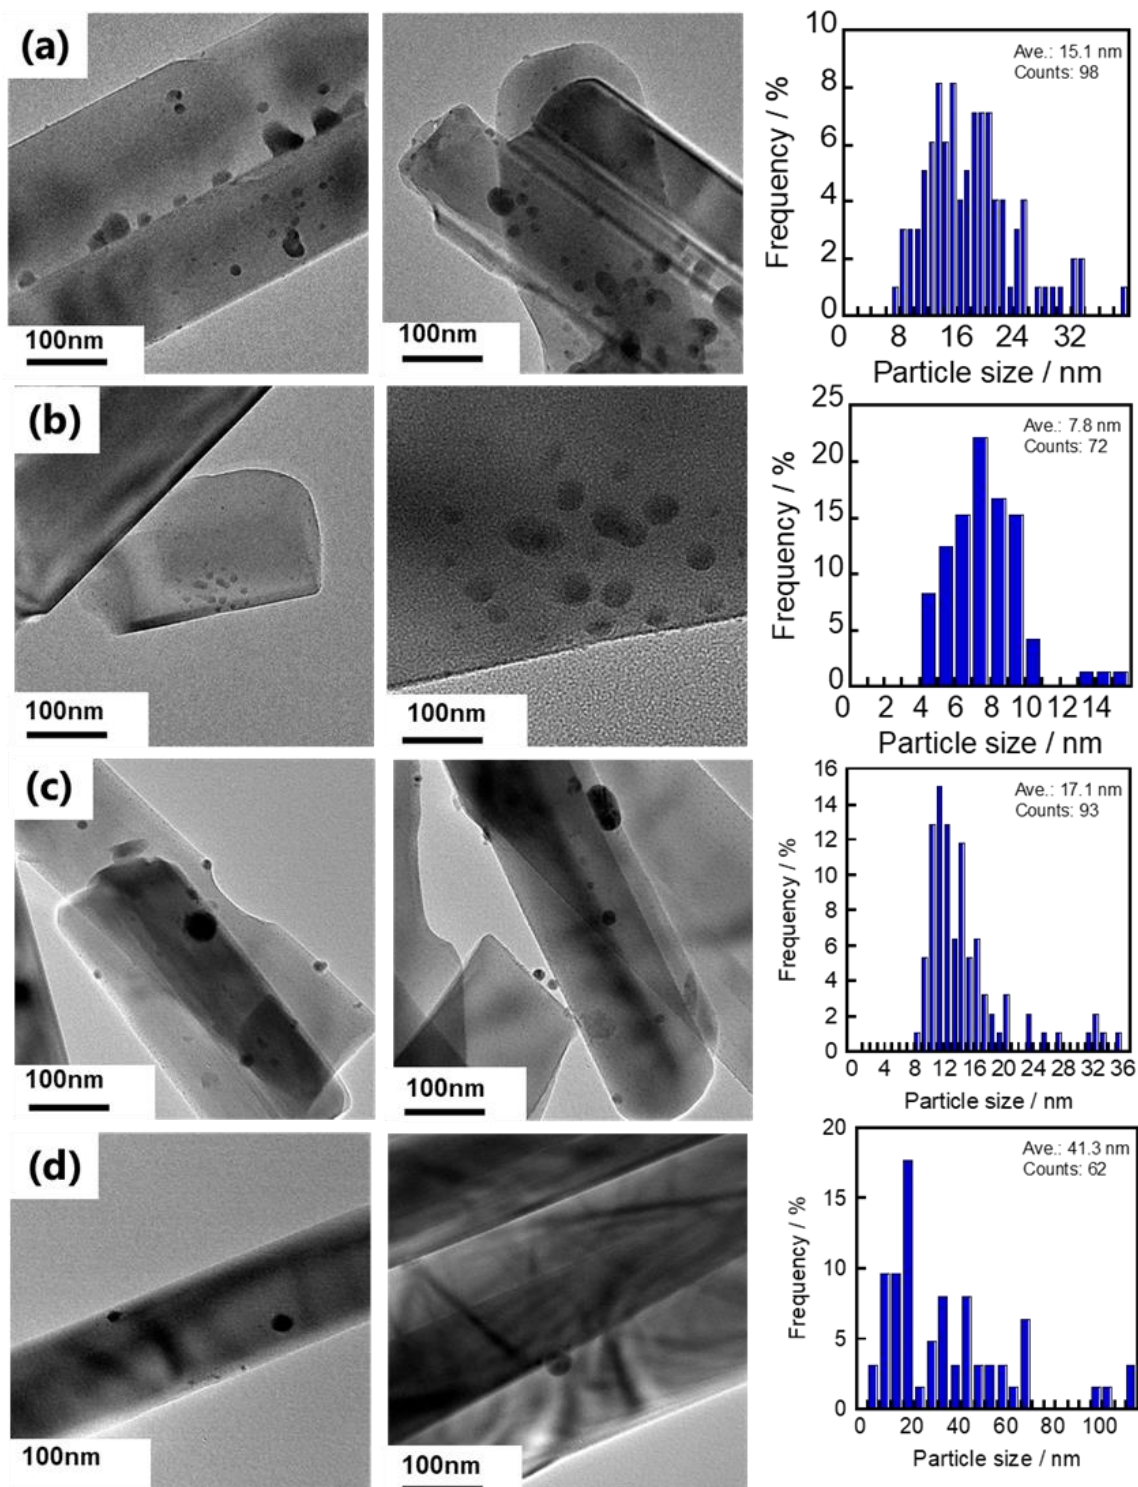 (a)
100nm
100nm
10
8
6
4
2
0
Frequency / %
Ave.: 15.1 nm
Counts: 98
0 8 16 24 32
Particle size / nm
(b)
100nm
100nm
25
20
15
10
5
0
Frequency / %
Ave.: 7.8 nm
Counts: 72
0 2 4 6 8 10 12 14
Particle size / nm
(c)
100nm
100nm
16
14
12
10
8
6
4
2
0
Frequency / %
Ave.: 17.1 nm
Counts: 93
0 4 8 12 16 20 24 28 32 36
Particle size / nm
(d)
100nm
100nm
20
15
10
5
0
Frequency / %
Ave.: 41.3 nm
Counts: 62
0 20 40 60 80 100
Particle size / nm